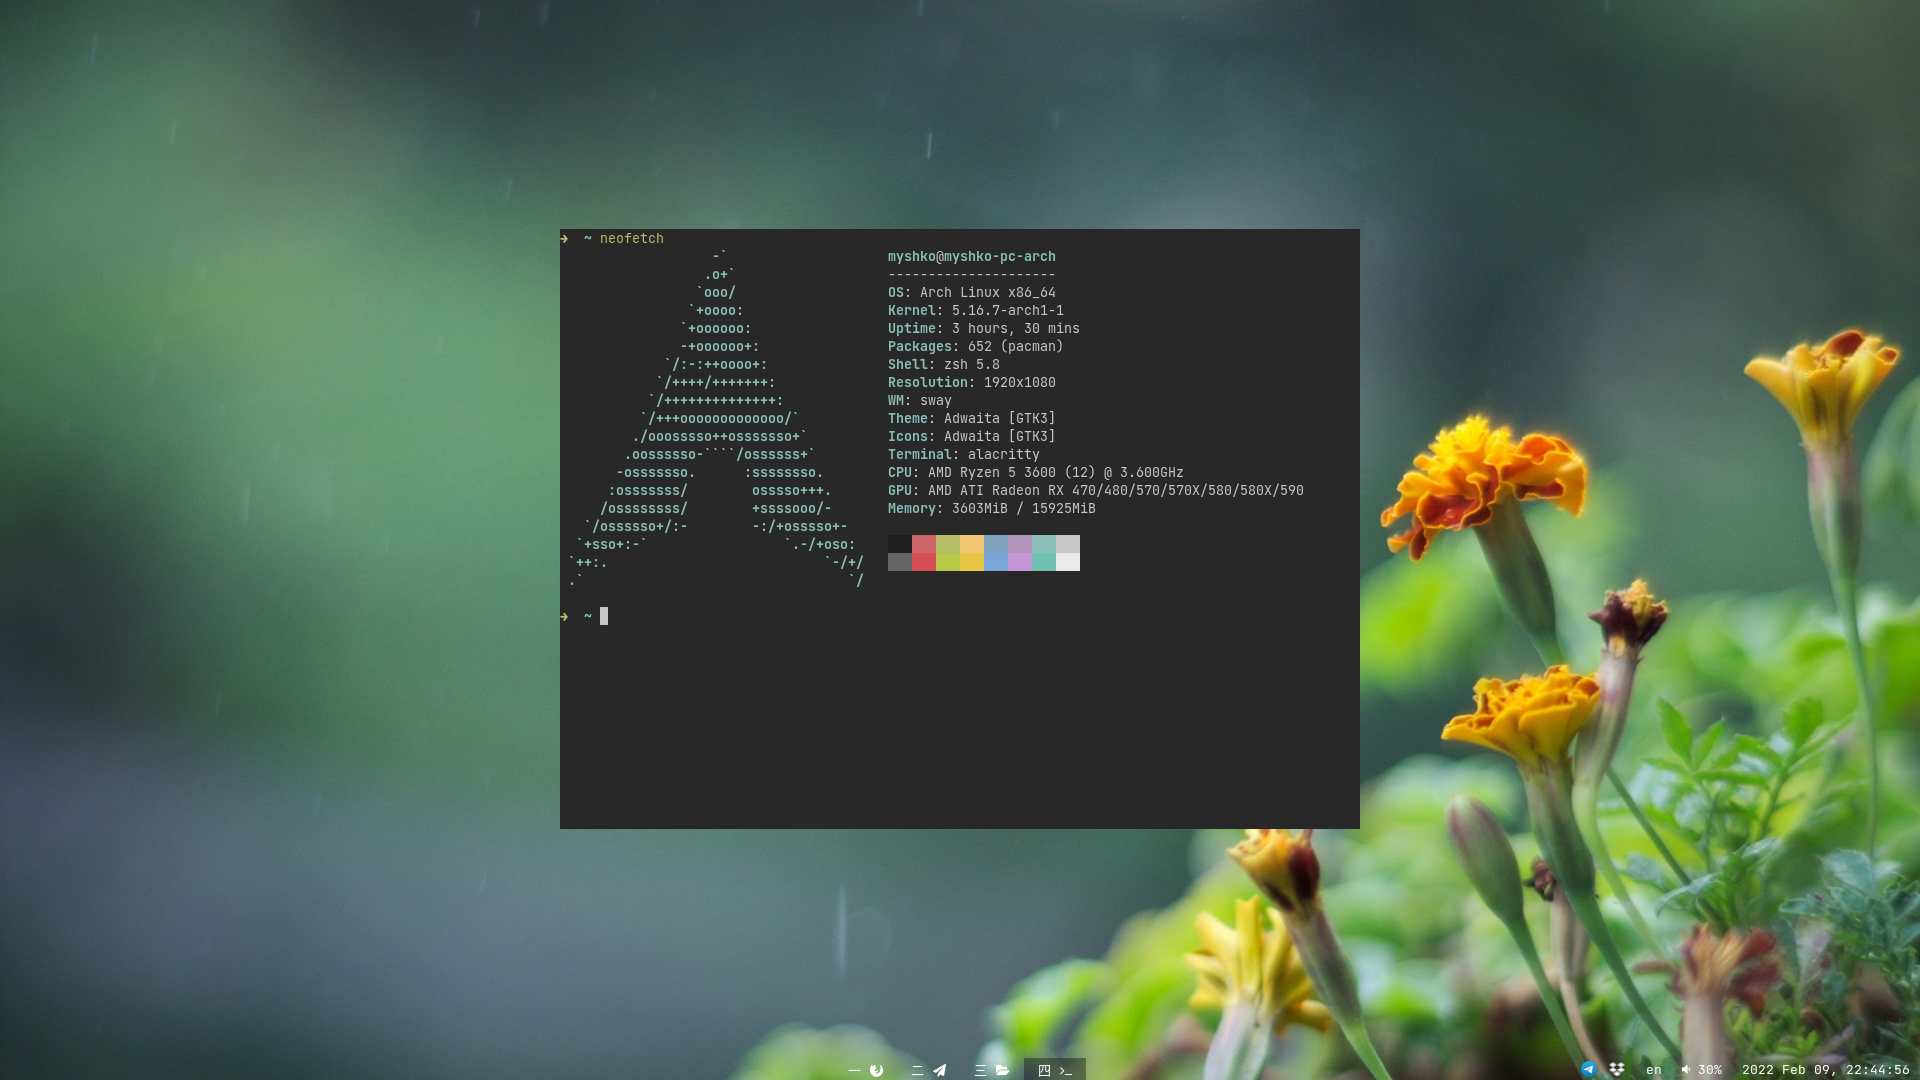 → ~ neofetch
-`
.o+`
`ooo/
`+oooo:
`+oooooo:
-+oooooo+:
`/:-:++oooo+:
`/++++/+++++++:
`/++++++++++++++:
`/+++ooooooooooooo/`
./ooosssso++osssssso+`
.oossssso-````/ossssss+`
-osssssso.      :ssssssso.
:osssssss/        osssso+++.
/ossssssss/        +ssssooo/-
`/ossssso+/:-        -:/+osssso+-
`+sso+:-`                 `.-/+oso:
`++:.                           `-/+/
.`                                 `/
myshko@myshko-pc-arch
---------------------
OS: Arch Linux x86_64
Kernel: 5.16.7-arch1-1
Uptime: 3 hours, 30 mins
Packages: 652 (pacman)
Shell: zsh 5.8
Resolution: 1920x1080
WM: sway
Theme: Adwaita [GTK3]
Icons: Adwaita [GTK3]
Terminal: alacritty
CPU: AMD Ryzen 5 3600 (12) @ 3.600GHz
GPU: AMD ATI Radeon RX 470/480/570/570X/580/580X/590
Memory: 3603MiB / 15925MiB
→ ~
一 二 三 四 >_ en 30% 2022 Feb 09, 22:44:56